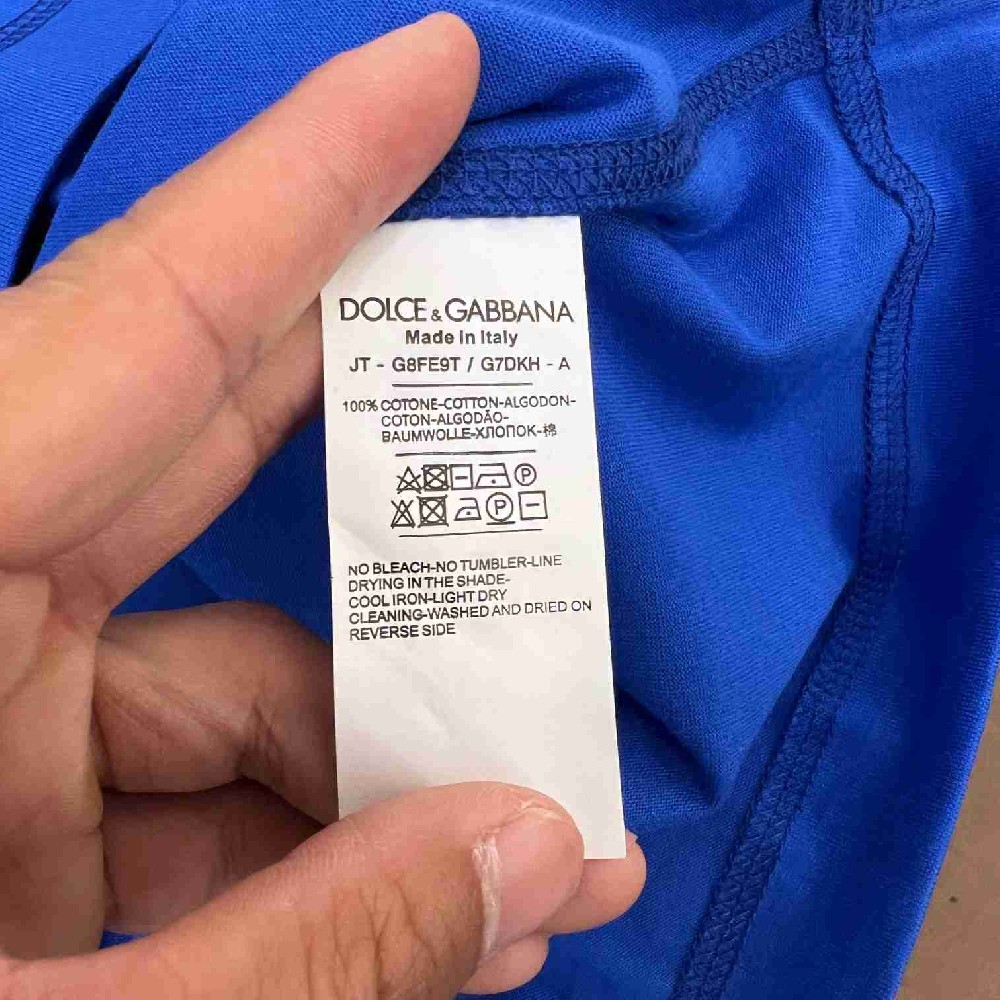 DOLCE & GABBANA
Made in Italy
JT - G8FE9T / G7DKH - A
100% COTONE-COTTON-ALGODON-
COTON-ALGODÃO-
BAUMWOLLE-ХЛОПОК-棉
P
P
NO BLEACH-NO TUMBLER-LINE
DRYING IN THE SHADE-
COOL IRON-LIGHT DRY
CLEANING-WASHED AND DRIED ON
REVERSE SIDE